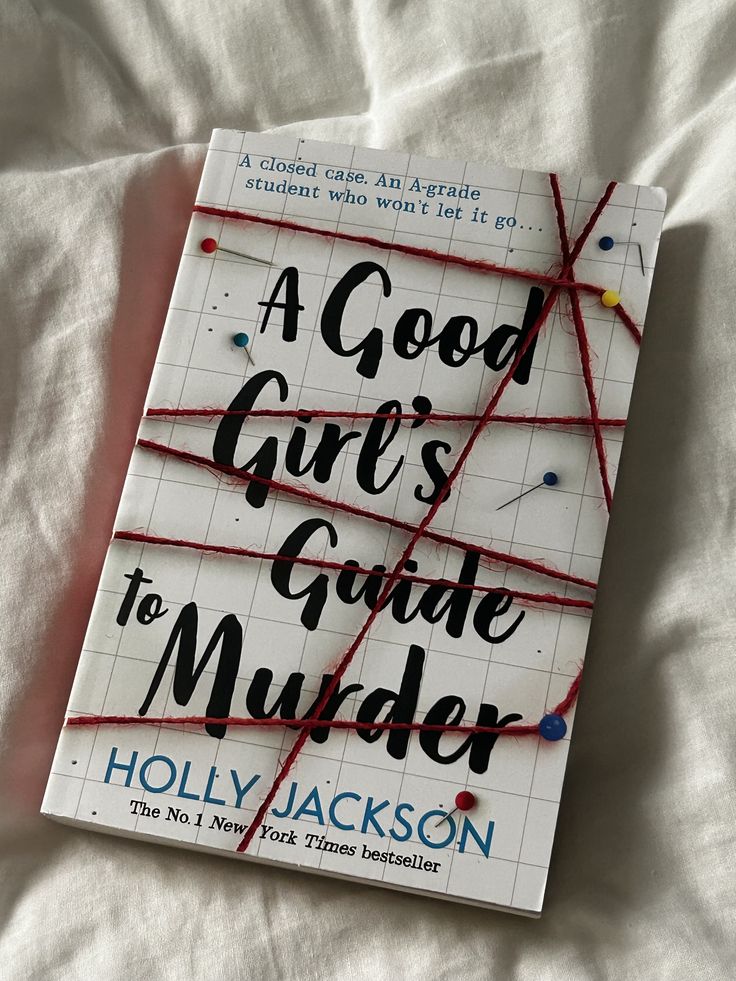 A closed case. An A-grade
student who won't let it go...
A Good
Girl's
Guide
to Murder
HOLLY JACKSON
The No.1 New York Times bestseller